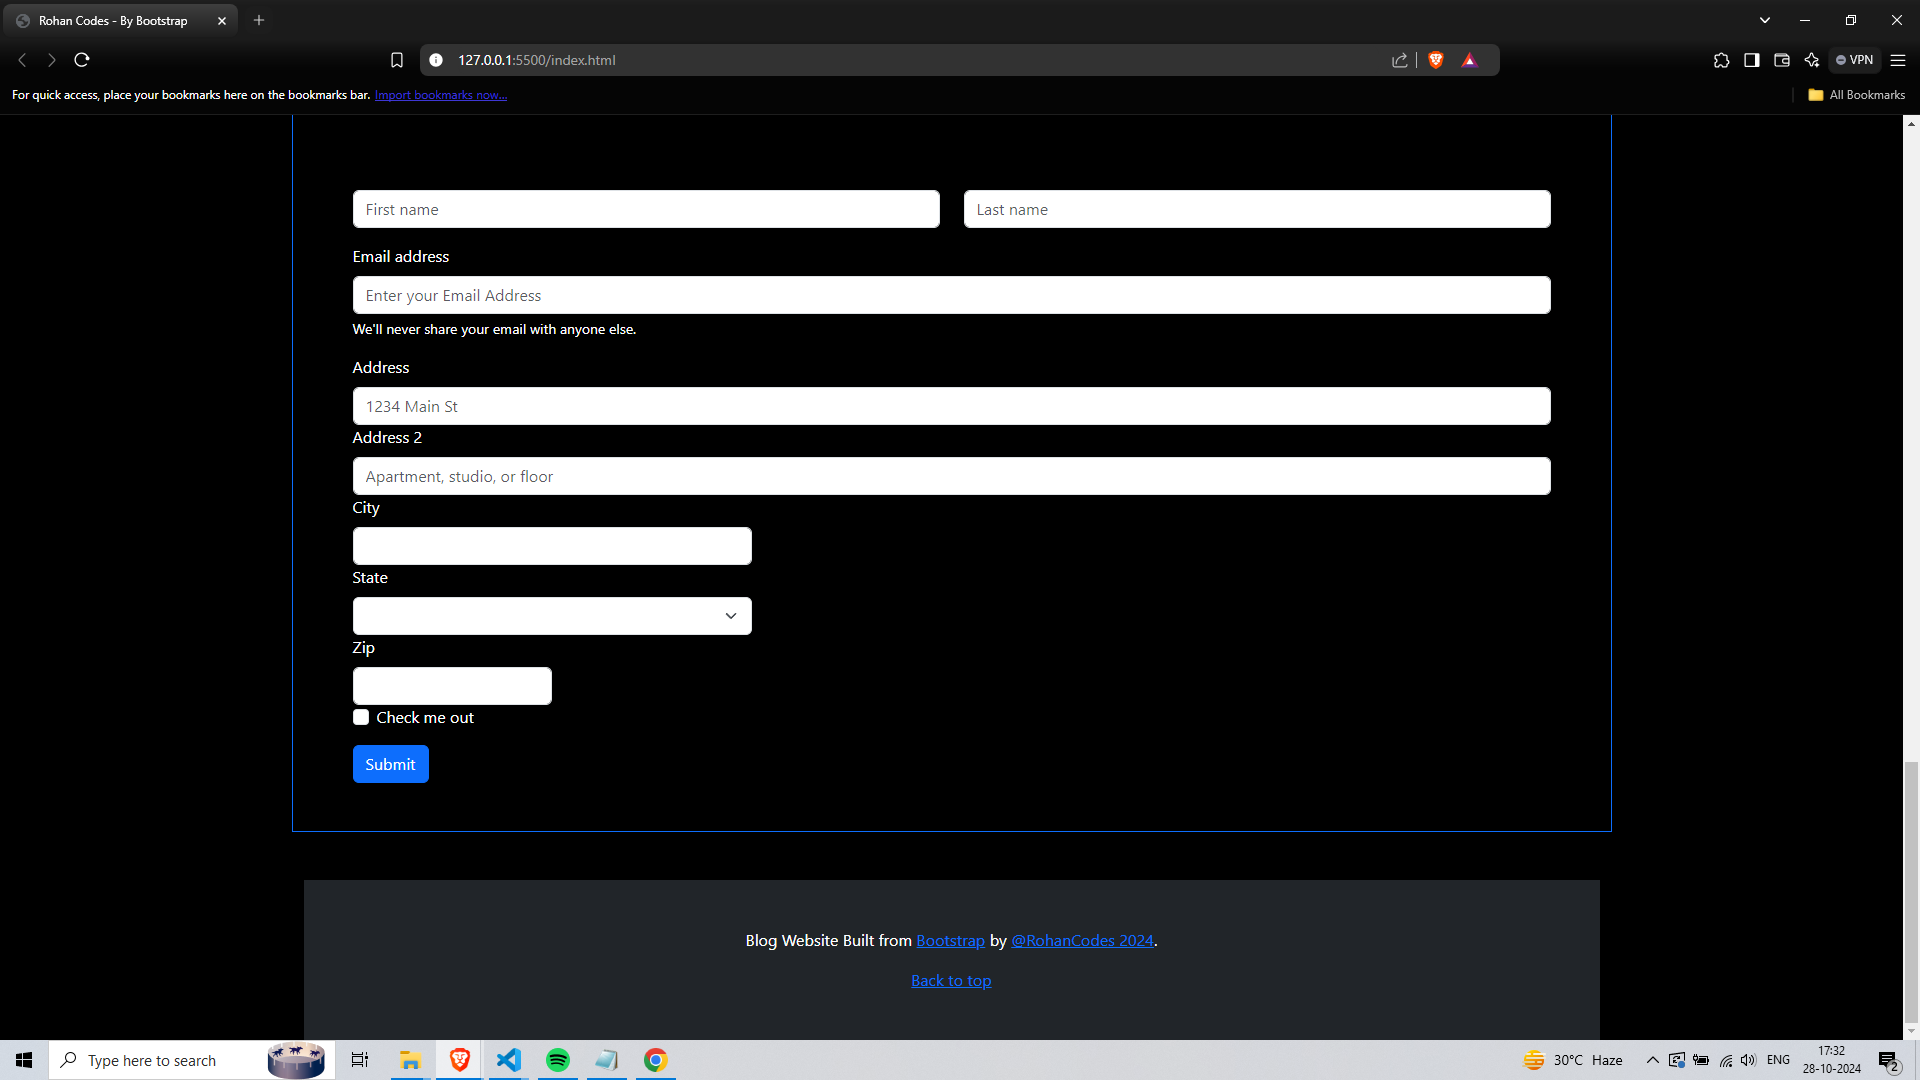 Rohan Codes - By Bootstrap
127.0.0.1:5500/index.html
VPN
For quick access, place your bookmarks here on the bookmarks bar. Import bookmarks now...
All Bookmarks
First name
Last name
Email address
Enter your Email Address
We'll never share your email with anyone else.
Address
1234 Main St
Address 2
Apartment, studio, or floor
City
State
Zip
Check me out
Submit
Blog Website Built from Bootstrap by @RohanCodes 2024.
Back to top
Type here to search
30°C Haze
ENG
17:32
28-10-2024
2